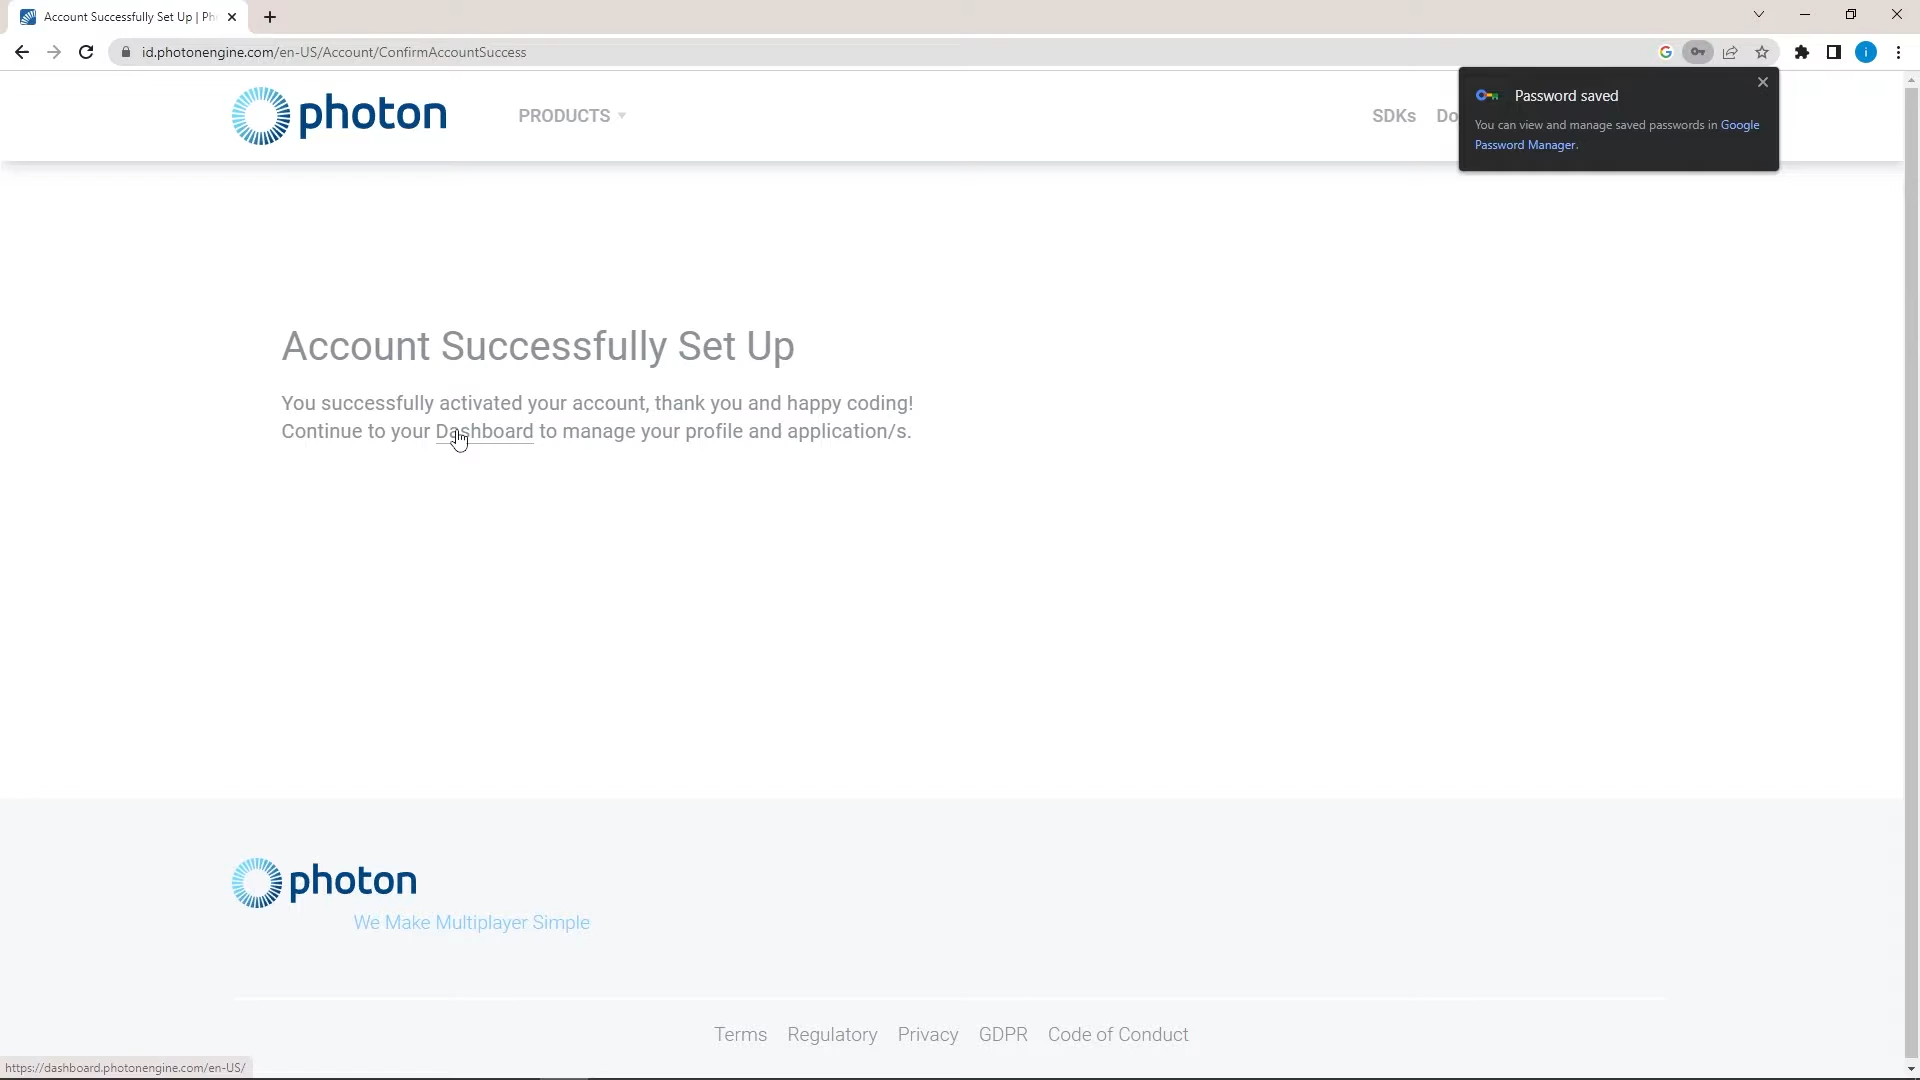 Account Successfully Set Up | Ph
id.photonengine.com/en-US/Account/ConfirmAccountSuccess
i
Password saved
You can view and manage saved passwords in Google
Password Manager.
photon
PRODUCTS
SDKs Do
Account Successfully Set Up
You successfully activated your account, thank you and happy coding!
Continue to your Dashboard to manage your profile and application/s.
photon
We Make Multiplayer Simple
Terms Regulatory Privacy GDPR Code of Conduct
https://dashboard.photonengine.com/en-US/